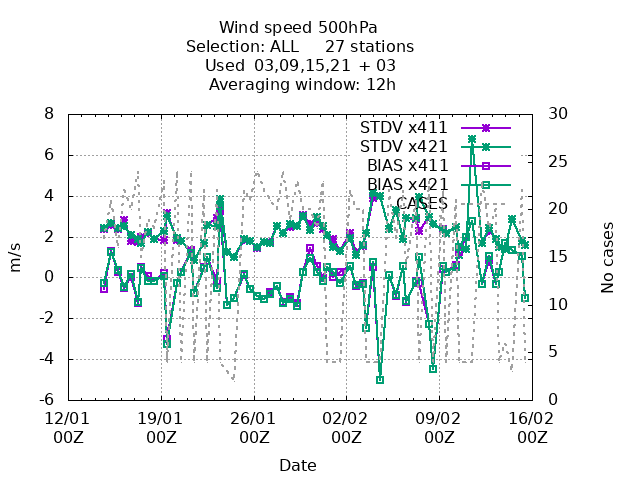 Wind speed 500hPa
Selection: ALL 27 stations
Used 03,09,15,21 + 03
Averaging window: 12h
8 30
STDV x411
STDV x421
BIAS x411
BIAS x421
CASES
6 25
4 20
2 15
0 10
-2
-4 5
-6 0
m/s
No cases
12/01 19/01 26/01 02/02 09/02 16/02
00Z 00Z 00Z 00Z 00Z 00Z
Date